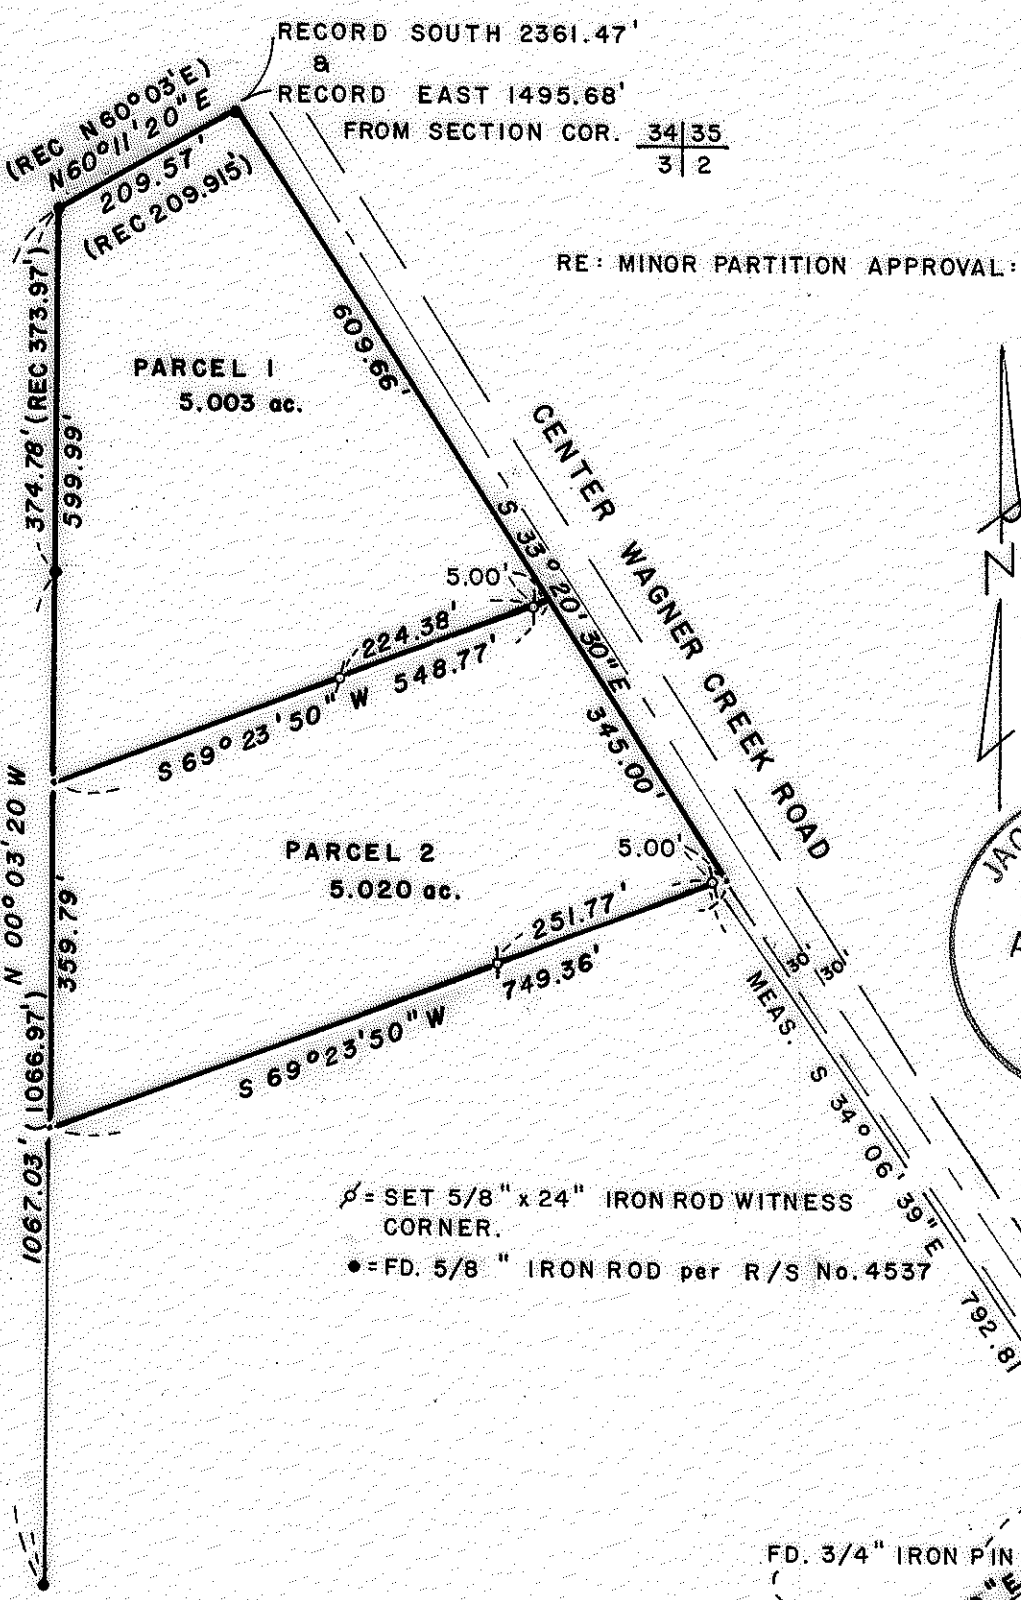 RECORD SOUTH 2361.47'
&
RECORD EAST 1495.68'
FROM SECTION COR. 34|35
3|2
(REC N60°03'E)
N60°11'20" E
209.57'
(REC 209.915')
RE: MINOR PARTITION APPROVAL:
374.78' (REC 373.97')
599.99'
PARCEL 1
5.003 ac.
609.66'
CENTER WAGNER CREEK ROAD
S 33°20'30" E
5.00'
224.38'
548.77'
S 69°23'50" W
345.00'
N
N 00°03'20 W
359.79'
PARCEL 2
5.020 ac.
5.00'
251.77'
749.36'
S 69°23'50" W
30' 30'
MEAS. S 34°06'39" E
792.81
JAC
A
1067.03' (1066.97')
= SET 5/8" x 24" IRON ROD WITNESS
CORNER.
● = FD. 5/8 " IRON ROD per R/S No. 4537
FD. 3/4" IRON PIN
"E